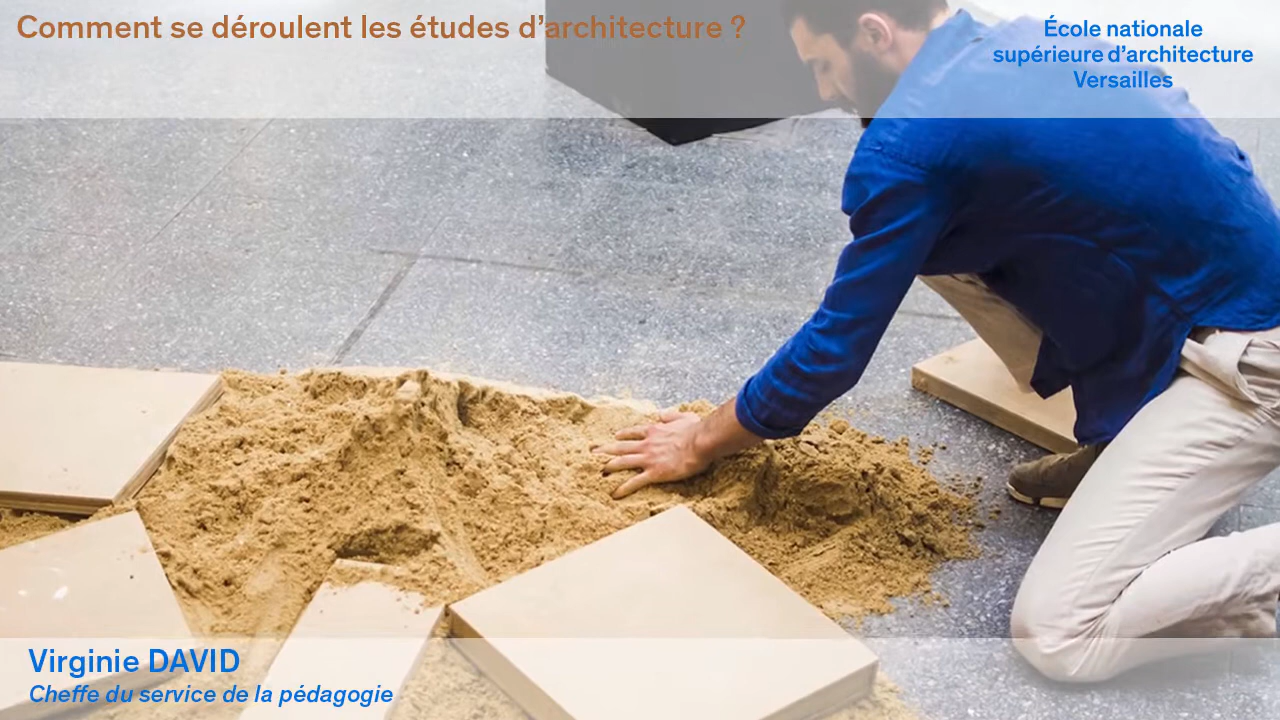 Comment se déroulent les études d’architecture ?
École nationale
supérieure d’architecture
Versailles
Virginie DAVID
Cheffe du service de la pédagogie